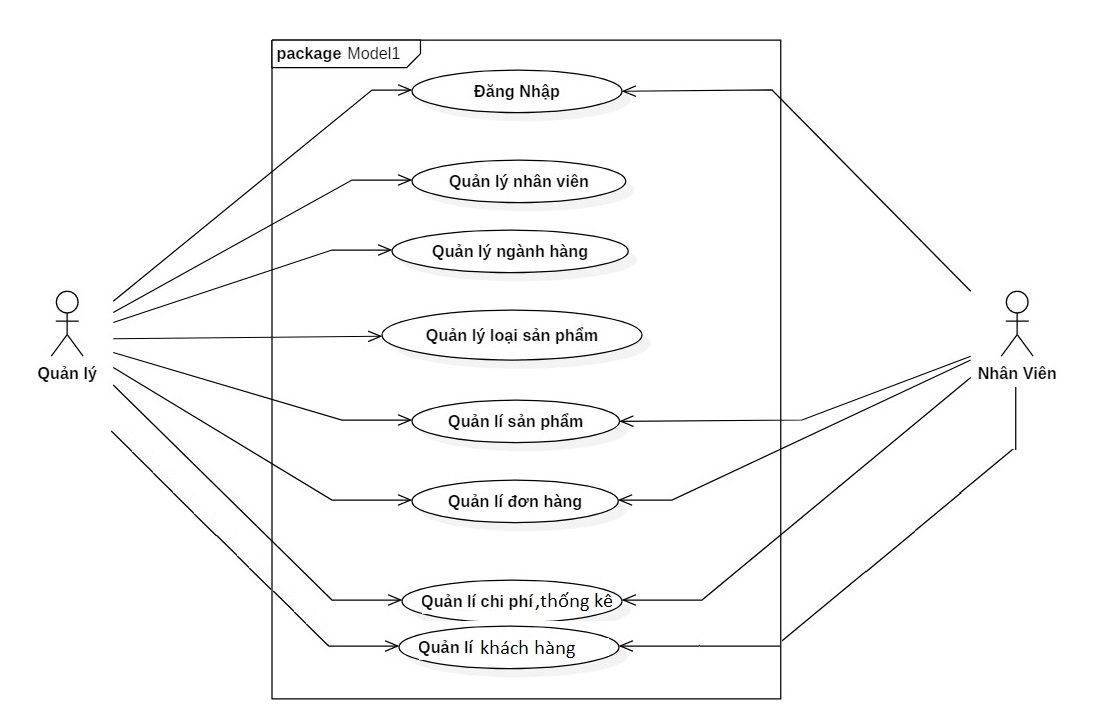 package Model1
Đăng Nhập
Quản lý nhân viên
Quản lý ngành hàng
Quản lý loại sản phẩm
Quản lý
Nhân Viên
Quản lí sản phẩm
Quản lí đơn hàng
Quản lí chi phí,thống kê
Quản lí khách hàng